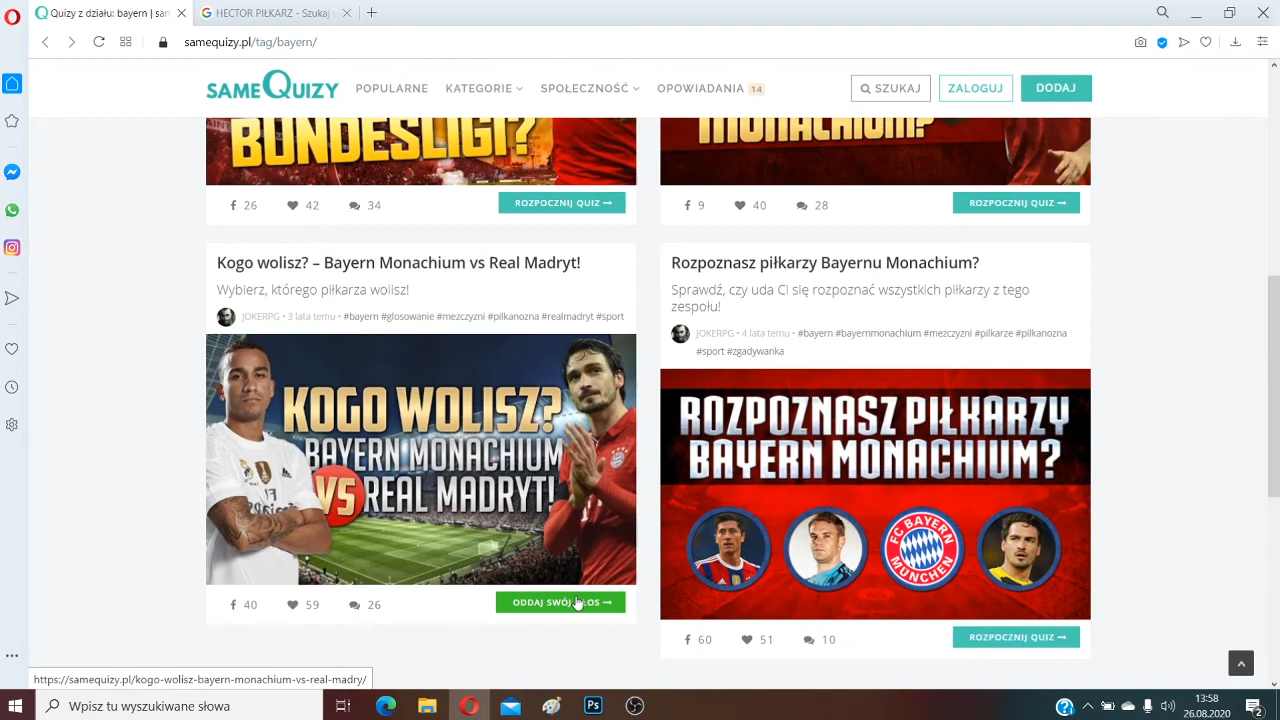 Quizy z działu: bayern | sam
HECTOR PIŁKARZ - Szukaj
samequizy.pl/tag/bayern/
SAMEQUIZY POPULARNE KATEGORIE SPOŁECZNOŚĆ OPOWIADANIA 14 SZUKAJ ZALOGUJ DODAJ
BUNDESLIGI?
MONACHIUM?
26 42 34 ROZPOCZNIJ QUIZ
9 40 28 ROZPOCZNIJ QUIZ
Kogo wolisz? – Bayern Monachium vs Real Madryt!
Wybierz, którego piłkarza wolisz!
JOKERPG • 3 lata temu • #bayern #glosowanie #mezczyzni #pilkanozna #realmadryt #sport
KOGO WOLISZ?
BAYERN MONACHIUM
VS REAL MADRYT!
40 59 26 ODDAJ SWÓJ GŁOS
Rozpoznasz piłkarzy Bayernu Monachium?
Sprawdź, czy uda Ci się rozpoznać wszystkich piłkarzy z tego
zespołu!
JOKERPG • 4 lata temu • #bayern #bayernmonachium #mezczyzni #pilkarze #pilkanozna
#sport #zgadywanka
ROZPOZNASZ PIŁKARZY
BAYERN MONACHIUM?
FC BAYERN
MÜNCHEN
60 51 10 ROZPOCZNIJ QUIZ
https://samequizy.pl/kogo-wolisz-bayern-monachium-vs-real-madry/
Wpisz tu wyszukiwane słowa
Ps
13:58
26.08.2020
2